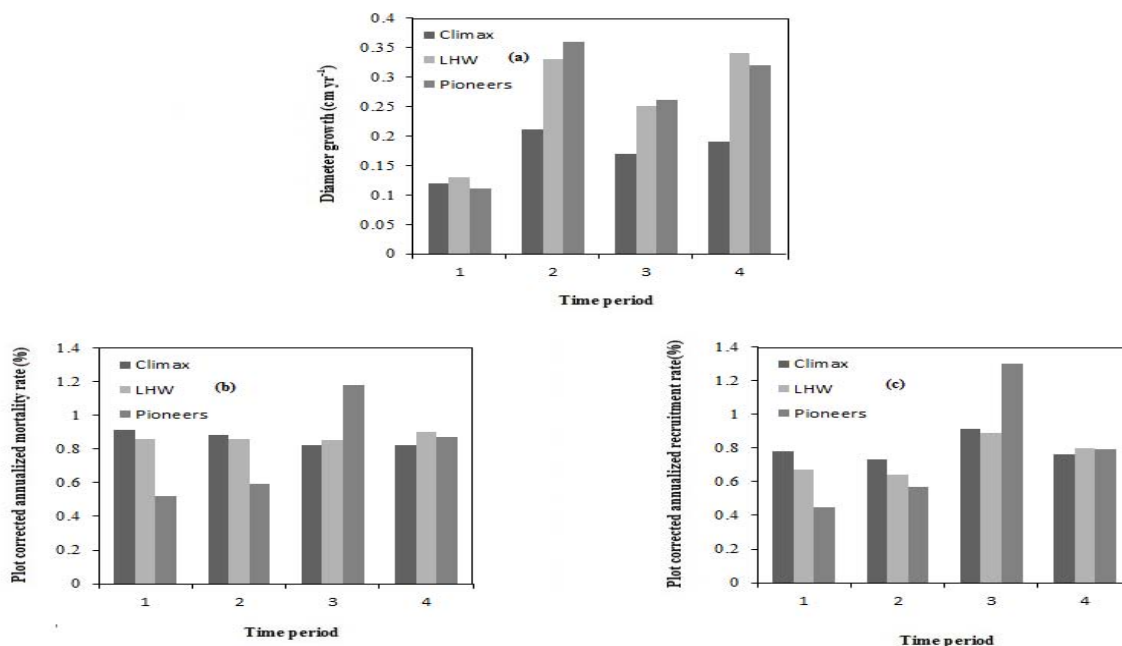 Diameter growth (cm yr⁻¹)
0.4
0.35
0.3
0.25
0.2
0.15
0.1
0.05
0
Climax
LHW
Pioneers
(a)
1 2 3 4
Time period
Plot corrected annualized mortality rate (%)
1.4
1.2
1
0.8
0.6
0.4
0.2
0
Climax
LHW
Pioneers
(b)
1 2 3 4
Time period
Plot corrected annualized recruitment rate(%)
1.4
1.2
1
0.8
0.6
0.4
0.2
0
Climax
LHW
Pioneers
(c)
1 2 3 4
Time period